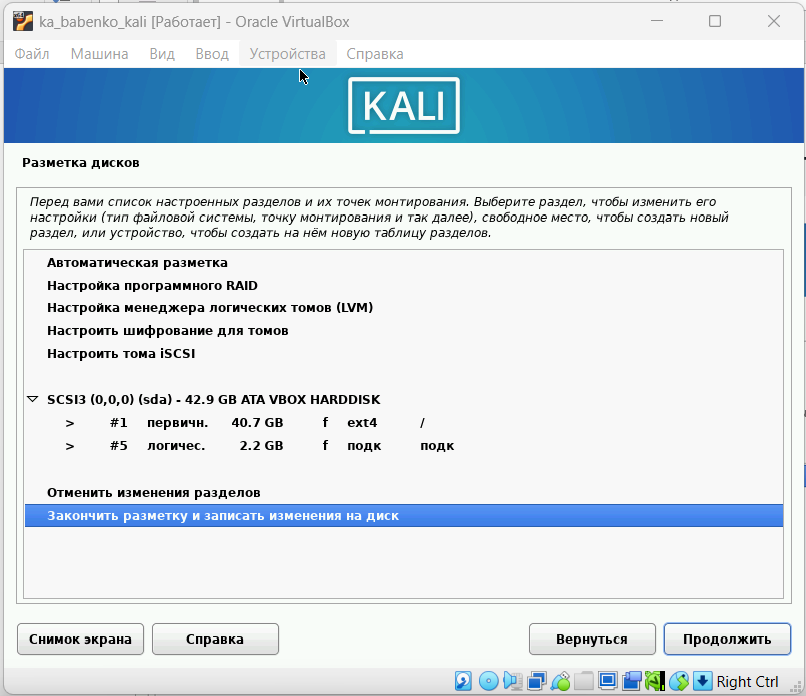 ka_babenko_kali [Работает] - Oracle VirtualBox
Файл Машина Вид Ввод Устройства Справка
KALI
Разметка дисков
Перед вами список настроенных разделов и их точек монтирования. Выберите раздел, чтобы изменить его
настройки (тип файловой системы, точку монтирования и так далее), свободное место, чтобы создать новый
раздел, или устройство, чтобы создать на нём новую таблицу разделов.
Автоматическая разметка
Настройка программного RAID
Настройка менеджера логических томов (LVM)
Настроить шифрование для томов
Настроить тома iSCSI
SCSI3 (0,0,0) (sda) - 42.9 GB ATA VBOX HARDDISK
> #1 первичн. 40.7 GB f ext4 /
> #5 логичес. 2.2 GB f подк подк
Отменить изменения разделов
Закончить разметку и записать изменения на диск
Снимок экрана Справка Вернуться Продолжить
Right Ctrl